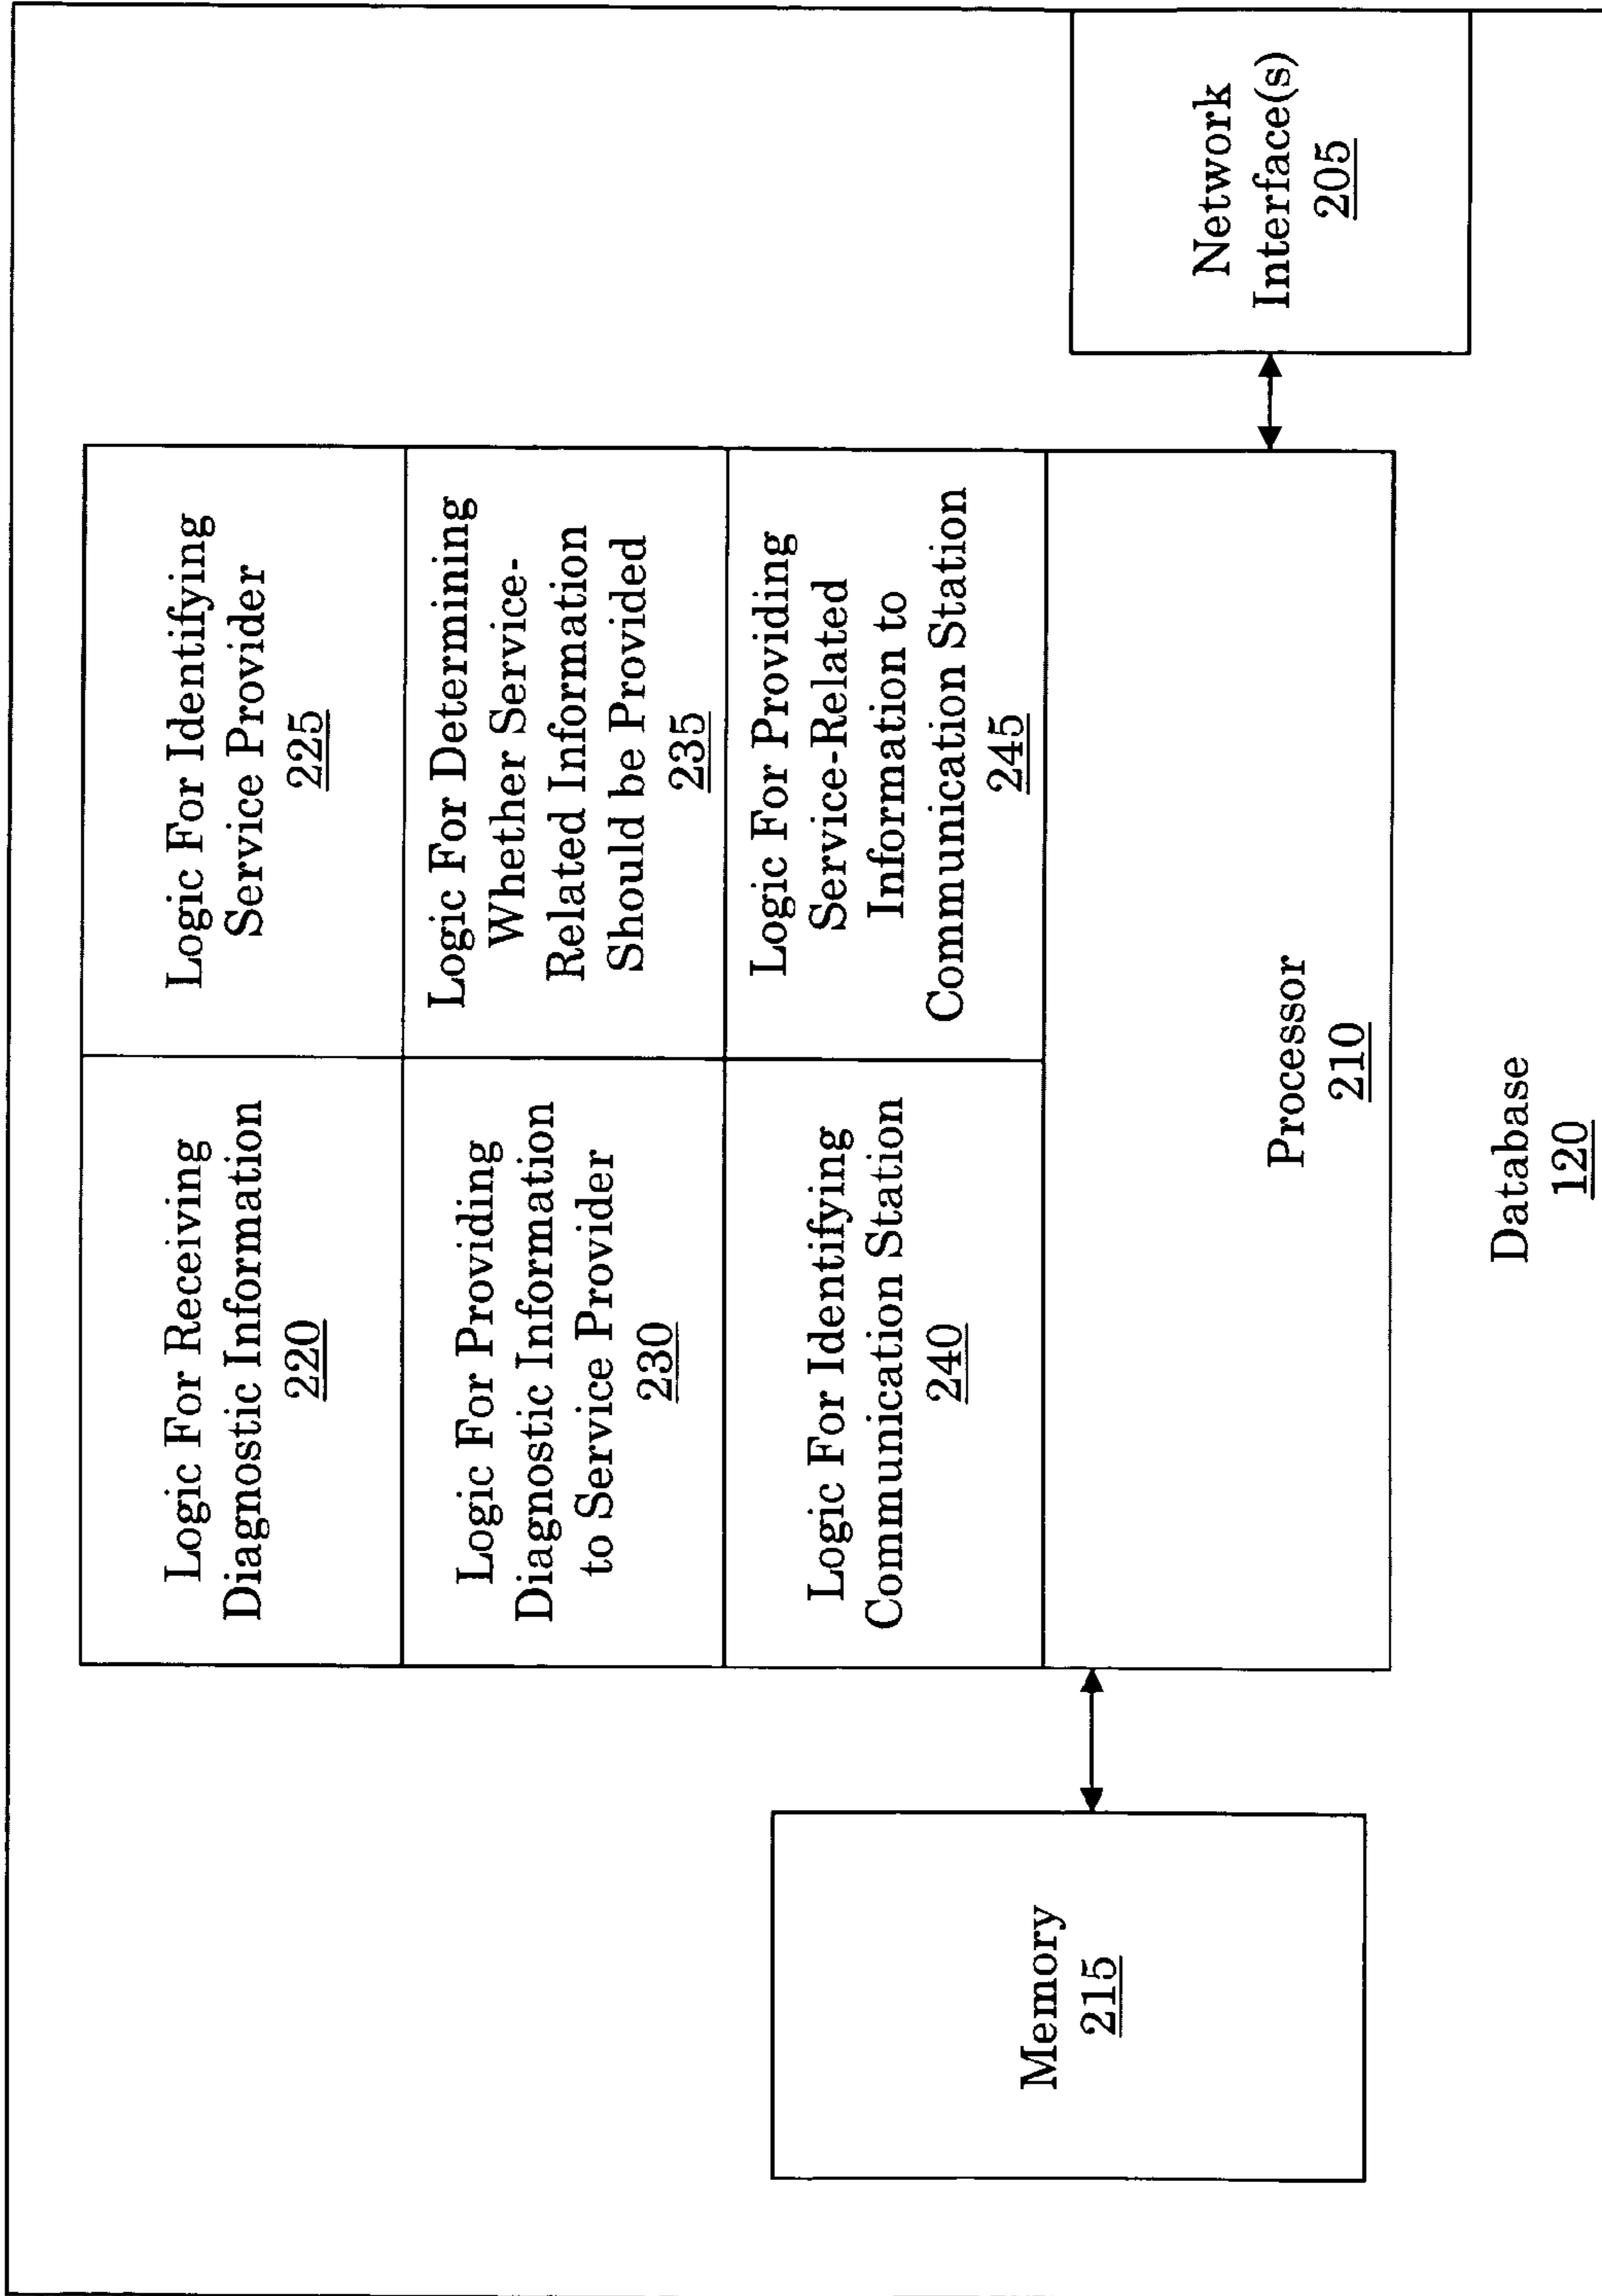 Logic For Receiving
Diagnostic Information
220
Logic For Identifying
Service Provider
225
Logic For Providing
Diagnostic Information
to Service Provider
230
Logic For Determining
Whether Service-
Related Information
Should be Provided
235
Logic For Identifying
Communication Station
240
Logic For Providing
Service-Related
Information to
Communication Station
245
Memory
215
Processor
210
Network
Interface(s)
205
Database
120